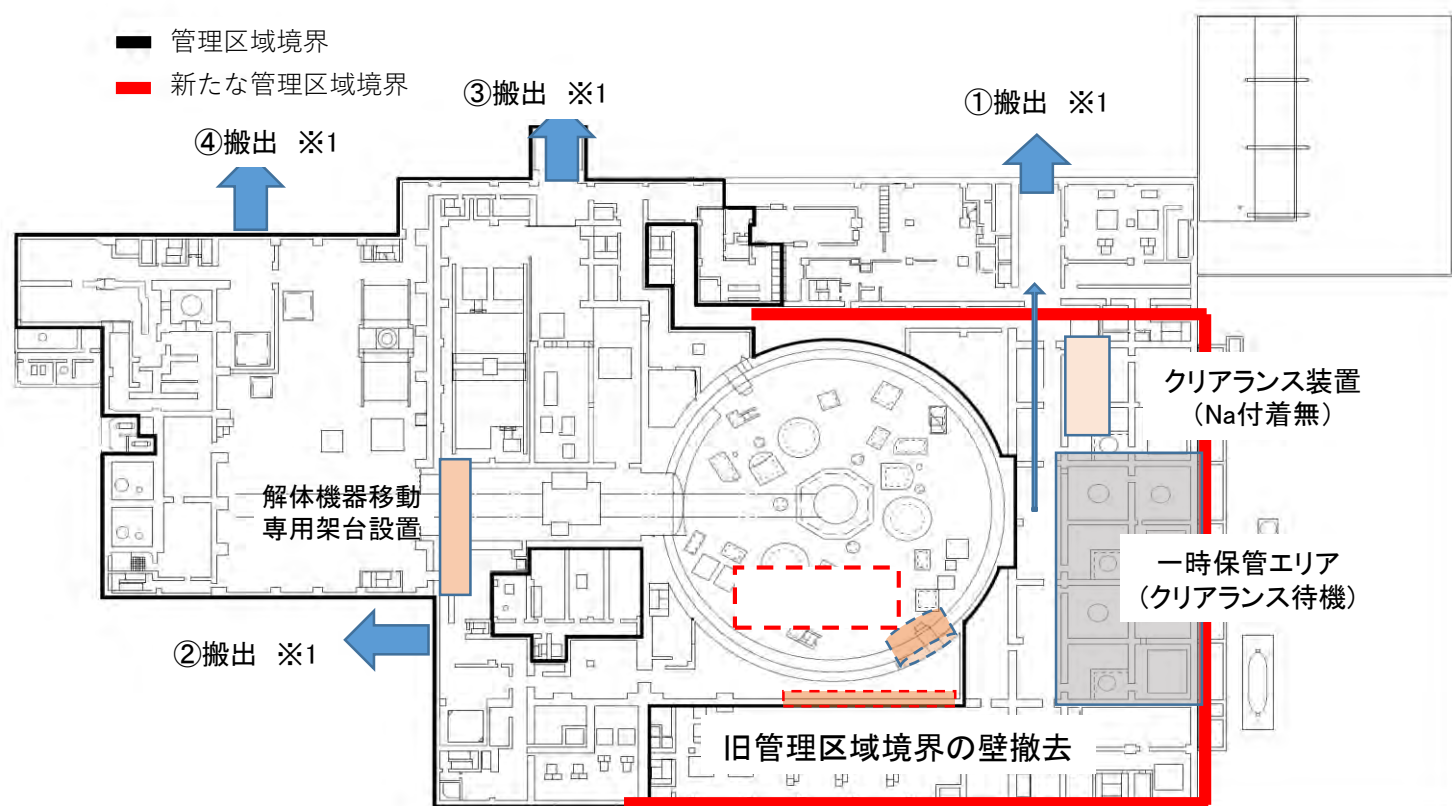 管理区域境界
新たな管理区域境界
③搬出 ※1
①搬出 ※1
④搬出 ※1
クリアランス装置
（Na付着無）
解体機器移動
専用架台設置
一時保管エリア
（クリアランス待機）
②搬出 ※1
旧管理区域境界の壁撤去